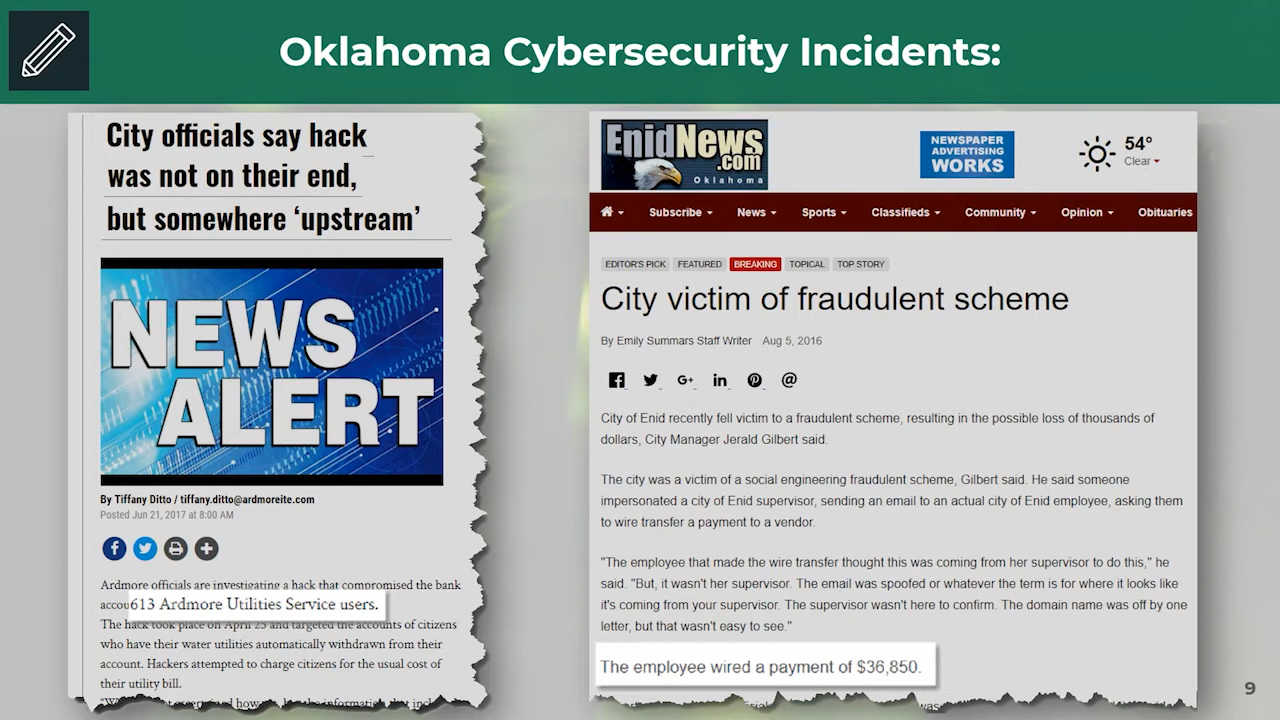 Oklahoma Cybersecurity Incidents:
City officials say hack
was not on their end,
but somewhere ‘upstream’
NEWS
ALERT
By Tiffany Ditto / tiffany.ditto@ardmoreite.com
Posted Jun 21, 2017 at 8:00 AM
Ardmore officials are investigating a hack that compromised the bank
613 Ardmore Utilities Service users.
The hack took place on April 25 and targeted the accounts of citizens
who have their water utilities automatically withdrawn from their
account. Hackers attempted to charge citizens for the usual cost of
their utility bill.
EnidNews
.com
Oklahoma
NEWSPAPER
ADVERTISING
WORKS
54°
Clear
Subscribe News Sports Classifieds Community Opinion Obituaries
EDITOR'S PICK FEATURED BREAKING TOPICAL TOP STORY
City victim of fraudulent scheme
By Emily Summars Staff Writer Aug 5, 2016
City of Enid recently fell victim to a fraudulent scheme, resulting in the possible loss of thousands of
dollars, City Manager Jerald Gilbert said.
The city was a victim of a social engineering fraudulent scheme, Gilbert said. He said someone
impersonated a city of Enid supervisor, sending an email to an actual city of Enid employee, asking them
to wire transfer a payment to a vendor.
"The employee that made the wire transfer thought this was coming from her supervisor to do this," he
said. "But, it wasn't her supervisor. The email was spoofed or whatever the term is for where it looks like
it's coming from your supervisor. The supervisor wasn't here to confirm. The domain name was off by one
letter, but that wasn't easy to see."
The employee wired a payment of $36,850.
9